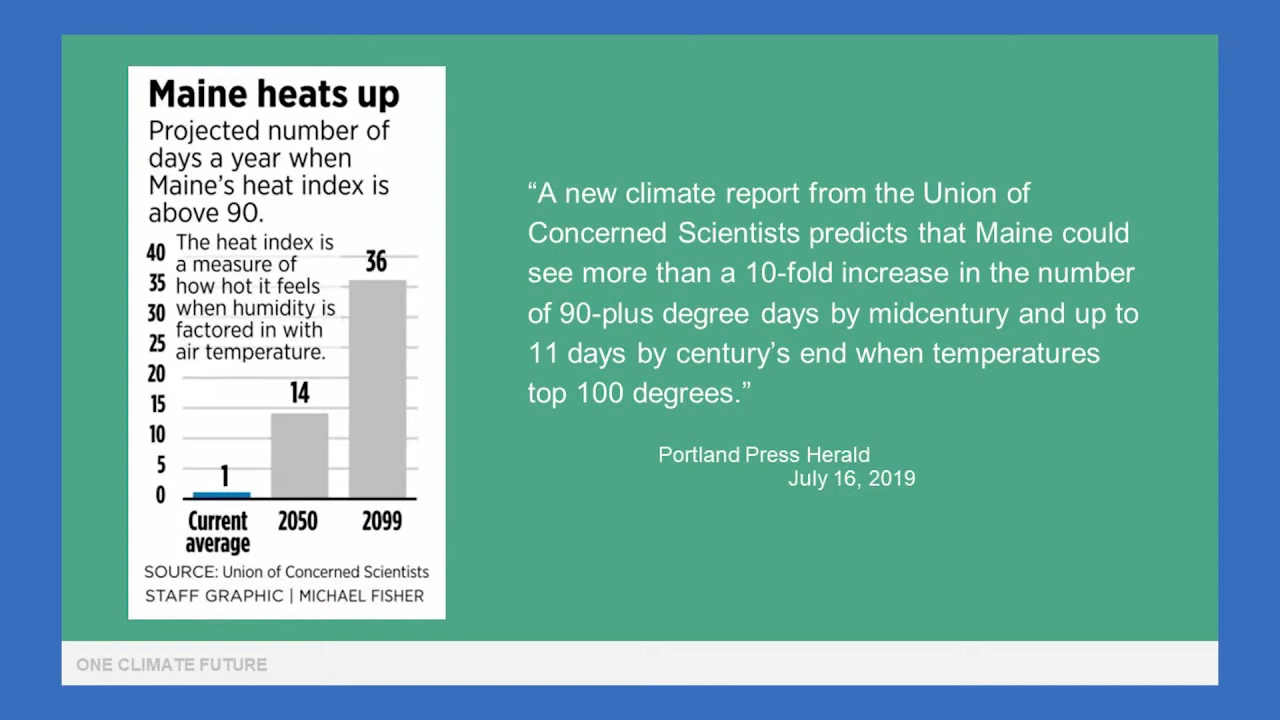 Maine heats up
Projected number of
days a year when
Maine's heat index is
above 90.
The heat index is
a measure of
how hot it feels
when humidity is
factored in with
air temperature.
40
35
30
25
20
15
10
5
0
1
14
36
Current
average
2050
2099
SOURCE: Union of Concerned Scientists
STAFF GRAPHIC | MICHAEL FISHER
“A new climate report from the Union of
Concerned Scientists predicts that Maine could
see more than a 10-fold increase in the number
of 90-plus degree days by midcentury and up to
11 days by century’s end when temperatures
top 100 degrees.”
Portland Press Herald
July 16, 2019
ONE CLIMATE FUTURE